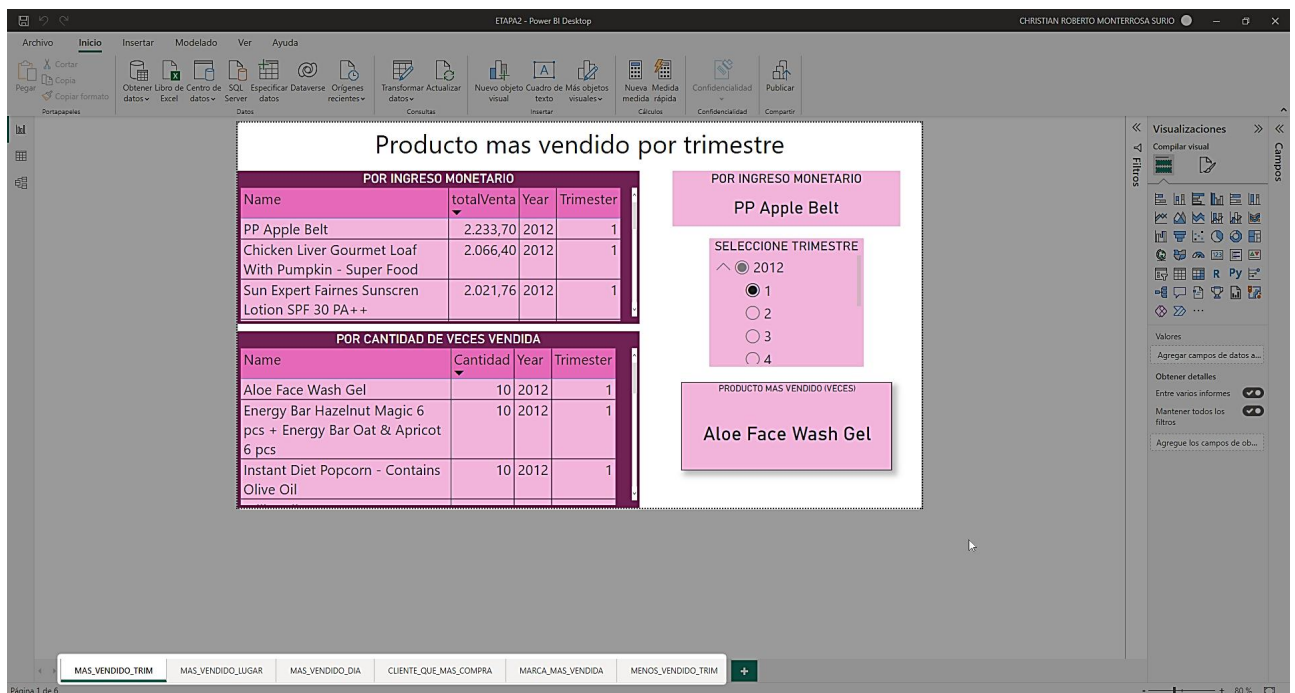 ETAPA2 - Power BI Desktop
CHRISTIAN ROBERTO MONTERROSA SURIO
Archivo Inicio Insertar Modelado Ver Ayuda
Pegar
Cortar
Copia
Copiar formato
Portapapeles
Obtener datos
Libro de Excel
Centro de datos
SQL Server
Especificar datos
Dataverse
Orígenes recientes
Datos
Transformar datos
Actualizar
Consultas
Nuevo objeto visual
Cuadro de texto
Más objetos visuales
Insertar
Nueva medida
Medida rápida
Cálculos
Confidencialidad
Confidencialidad
Publicar
Compartir
Producto mas vendido por trimestre
POR INGRESO MONETARIO
Name totalVenta Year Trimester
PP Apple Belt 2.233,70 2012 1
Chicken Liver Gourmet Loaf 2.066,40 2012 1
With Pumpkin - Super Food
Sun Expert Fairnes Sunscren 2.021,76 2012 1
Lotion SPF 30 PA++
POR CANTIDAD DE VECES VENDIDA
Name Cantidad Year Trimester
Aloe Face Wash Gel 10 2012 1
Energy Bar Hazelnut Magic 6 10 2012 1
pcs + Energy Bar Oat & Apricot
6 pcs
Instant Diet Popcorn - Contains 10 2012 1
Olive Oil
POR INGRESO MONETARIO
PP Apple Belt
SELECCIONE TRIMESTRE
2012
1
2
3
4
PRODUCTO MAS VENDIDO (VECES)
Aloe Face Wash Gel
Filtros
Visualizaciones
Compilar visual
R Py
123
Valores
Agregar campos de datos a...
Obtener detalles
Entre varios informes
Mantener todos los
filtros
Agregue los campos de ob...
Campos
MAS_VENDIDO_TRIM MAS_VENDIDO_LUGAR MAS_VENDIDO_DIA CLIENTE_QUE_MAS_COMPRA MARCA_MAS_VENDIDA MENOS_VENDIDO_TRIM
Página 1 de 6
80 %